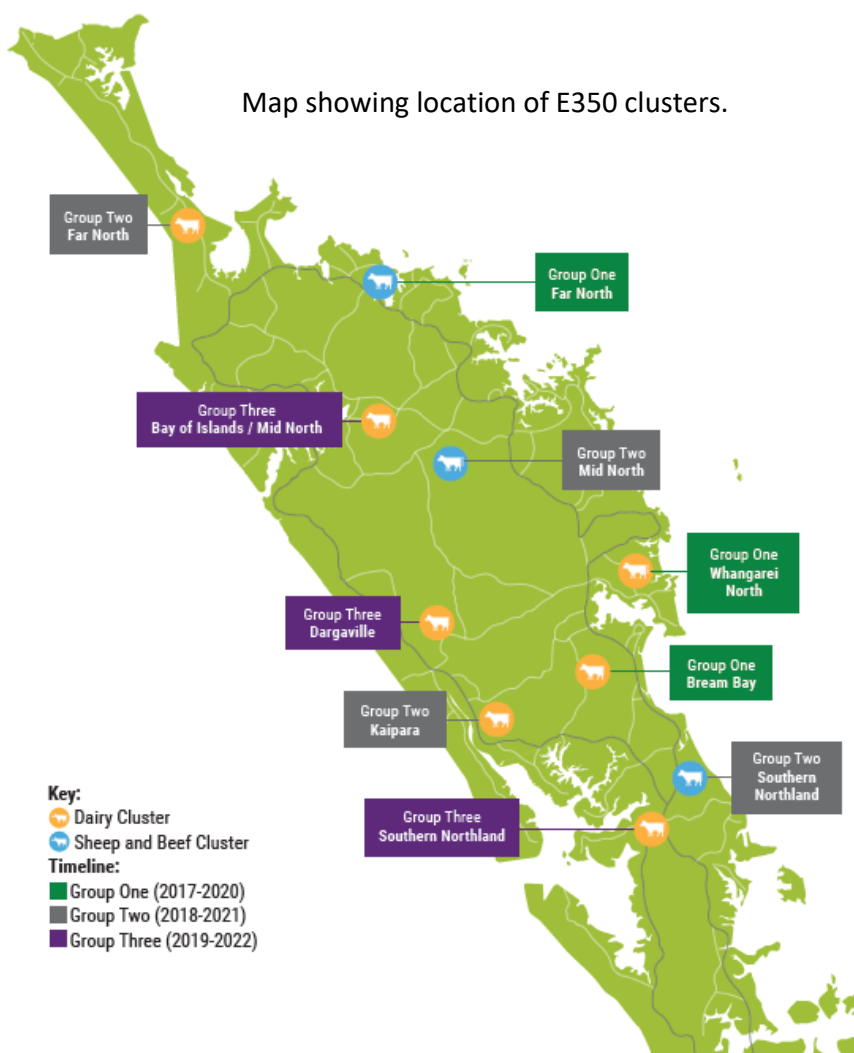 Map showing location of E350 clusters.
Group Two
Far North
Group One
Far North
Group Three
Bay of Islands / Mid North
Group Two
Mid North
Group One
Whangarei
North
Group Three
Dargaville
Group One
Bream Bay
Group Two
Kaipara
Group Two
Southern
Northland
Group Three
Southern Northland
Key:
Dairy Cluster
Sheep and Beef Cluster
Timeline:
Group One (2017-2020)
Group Two (2018-2021)
Group Three (2019-2022)